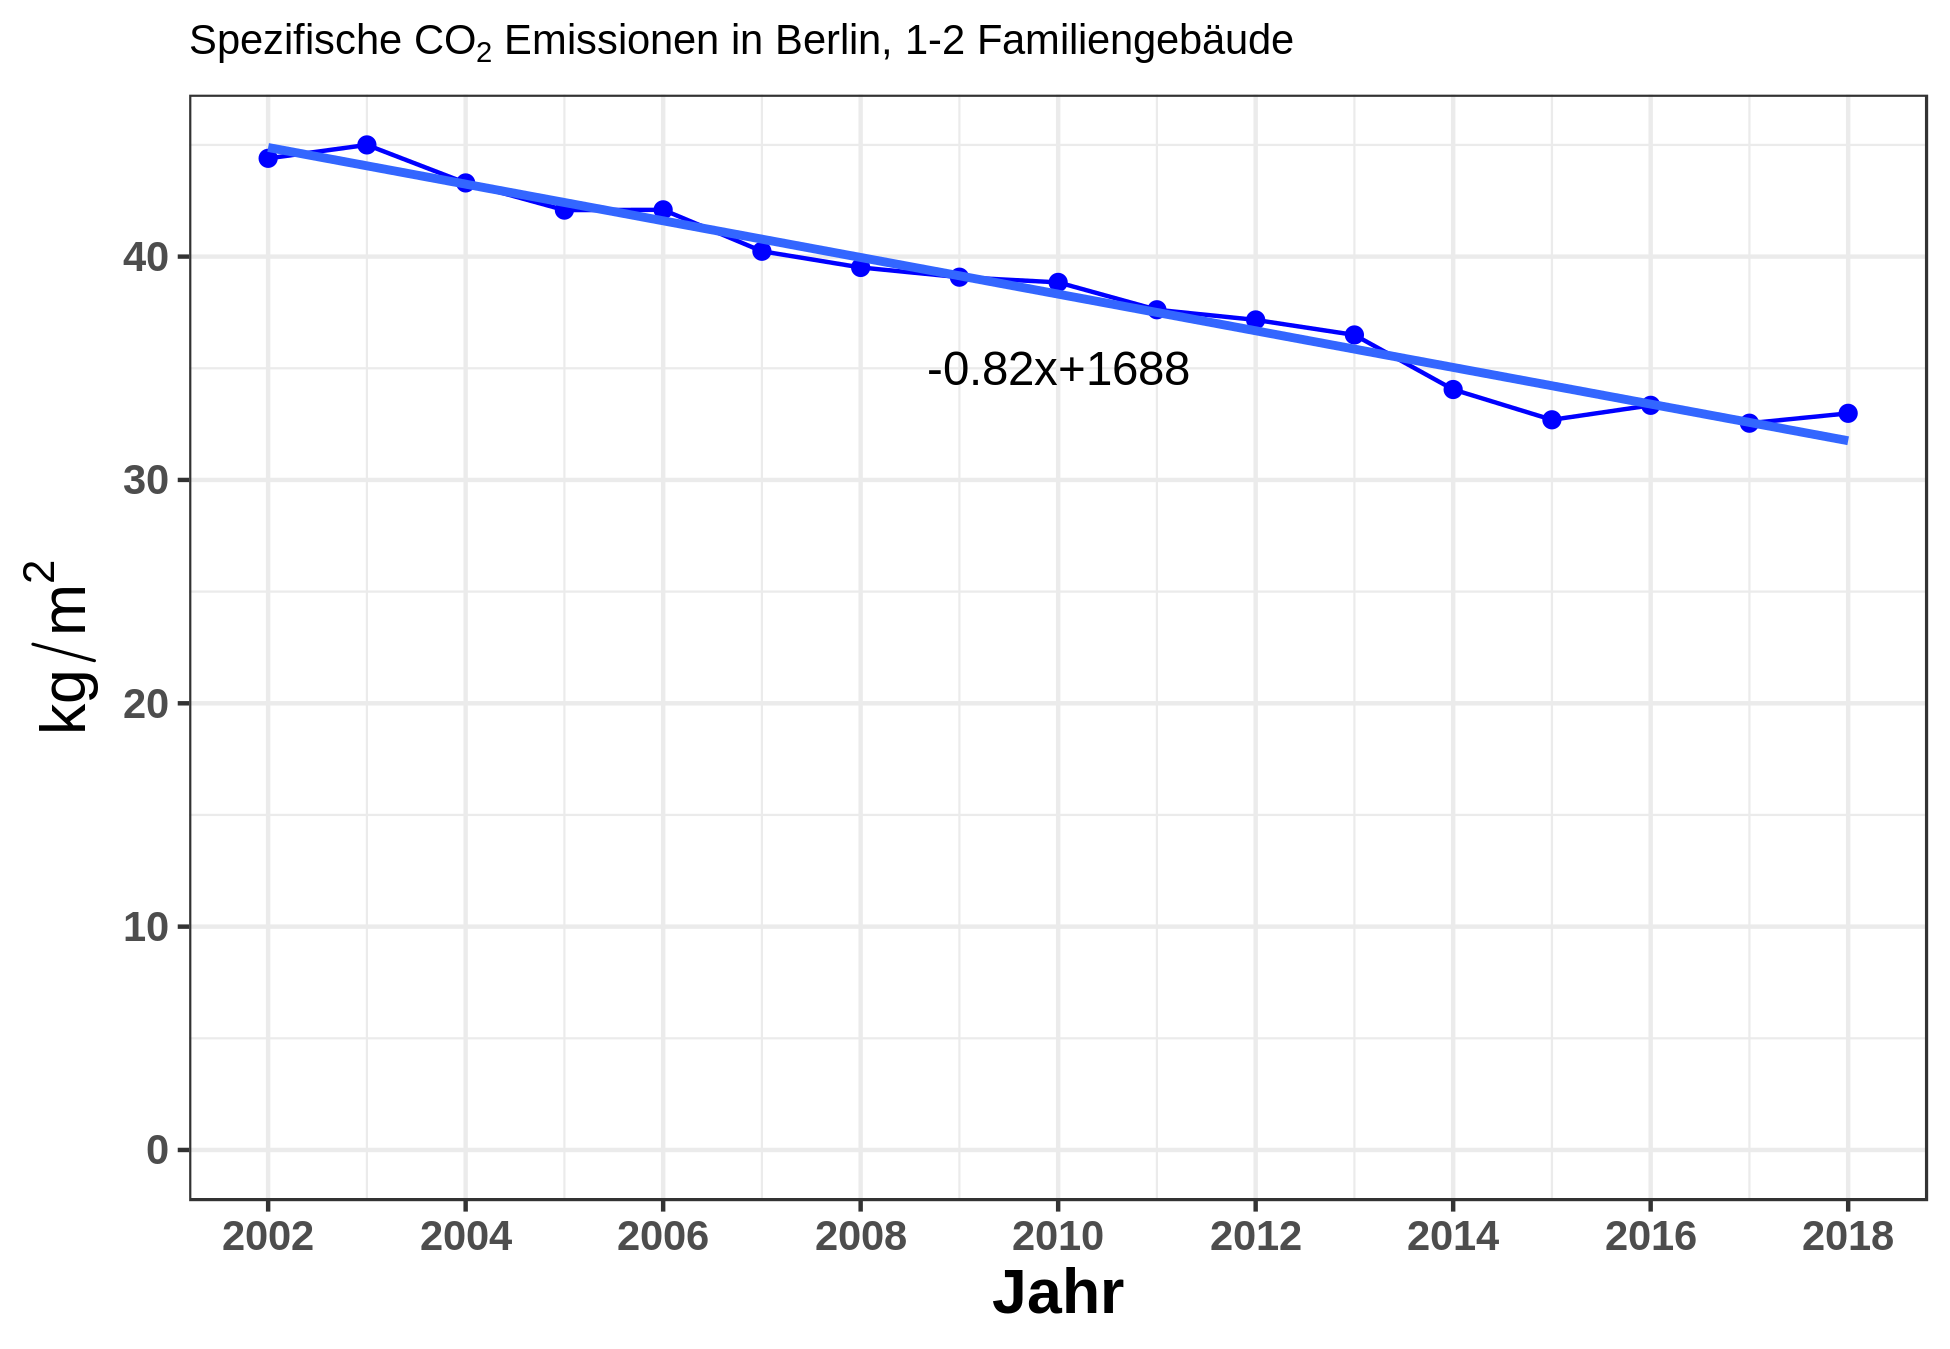 Spezifische CO₂ Emissionen in Berlin, 1-2 Familiengebäude
kg/m²
40
30
20
10
0
-0.82x+1688
2002 2004 2006 2008 2010 2012 2014 2016 2018
Jahr